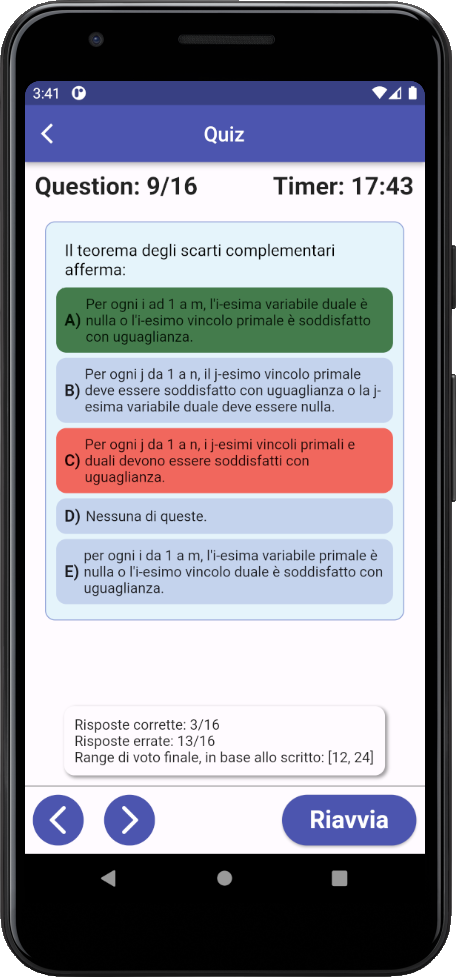 3:41
Quiz
Question: 9/16
Timer: 17:43
Il teorema degli scarti complementari
afferma:
A) Per ogni i ad 1 a m, l'i-esima variabile duale è
nulla o l'i-esimo vincolo primale è soddisfatto
con uguaglianza.
B) Per ogni j da 1 a n, il j-esimo vincolo primale
deve essere soddisfatto con uguaglianza o la j-
esima variabile duale deve essere nulla.
C) Per ogni j da 1 a n, i j-esimi vincoli primali e
duali devono essere soddisfatti con
uguaglianza.
D) Nessuna di queste.
E) per ogni i da 1 a m, l'i-esima variabile primale è
nulla o l'i-esimo vincolo duale è soddisfatto con
uguaglianza.
Risposte corrette: 3/16
Risposte errate: 13/16
Range di voto finale, in base allo scritto: [12, 24]
Riavvia